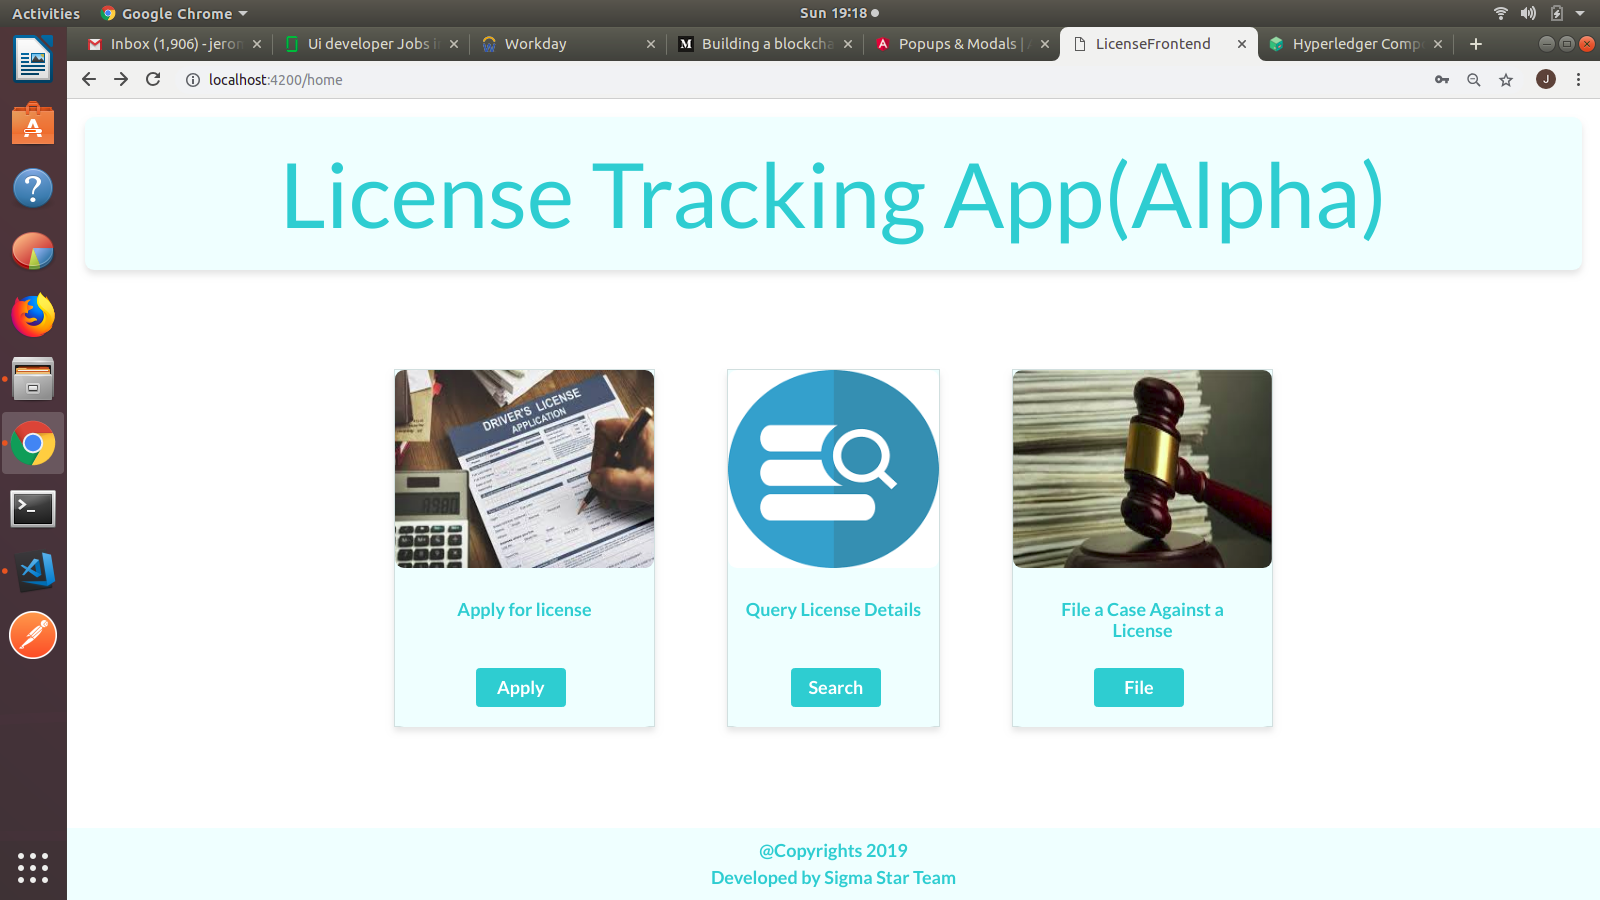 Activities Google Chrome Sun 19:18
Inbox (1,906) - jeron Ui developer Jobs i Workday Building a blockcha Popups & Modals | LicenseFrontend Hyperledger Comp
localhost:4200/home J
License Tracking App(Alpha)
DRIVER'S LICENSE
APPLICATION
Apply for license
Apply
Query License Details
Search
File a Case Against a
License
File
@Copyrights 2019
Developed by Sigma Star Team